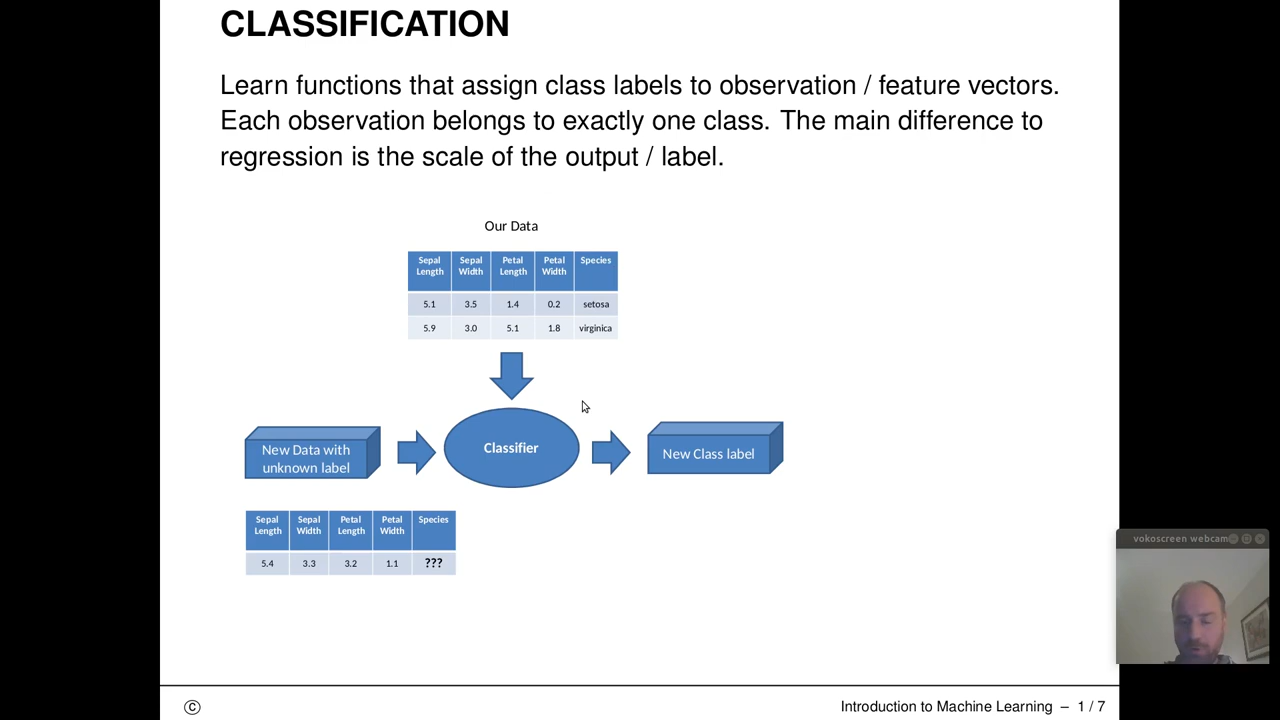 CLASSIFICATION
Learn functions that assign class labels to observation / feature vectors.
Each observation belongs to exactly one class. The main difference to
regression is the scale of the output / label.
Our Data
Sepal Length Sepal Width Petal Length Petal Width Species
5.1 3.5 1.4 0.2 setosa
5.9 3.0 5.1 1.8 virginica
New Data with
unknown label
Classifier
New Class label
Sepal Length Sepal Width Petal Length Petal Width Species
5.4 3.3 3.2 1.1 ???
vokoscreen webcam
© Introduction to Machine Learning – 1 / 7